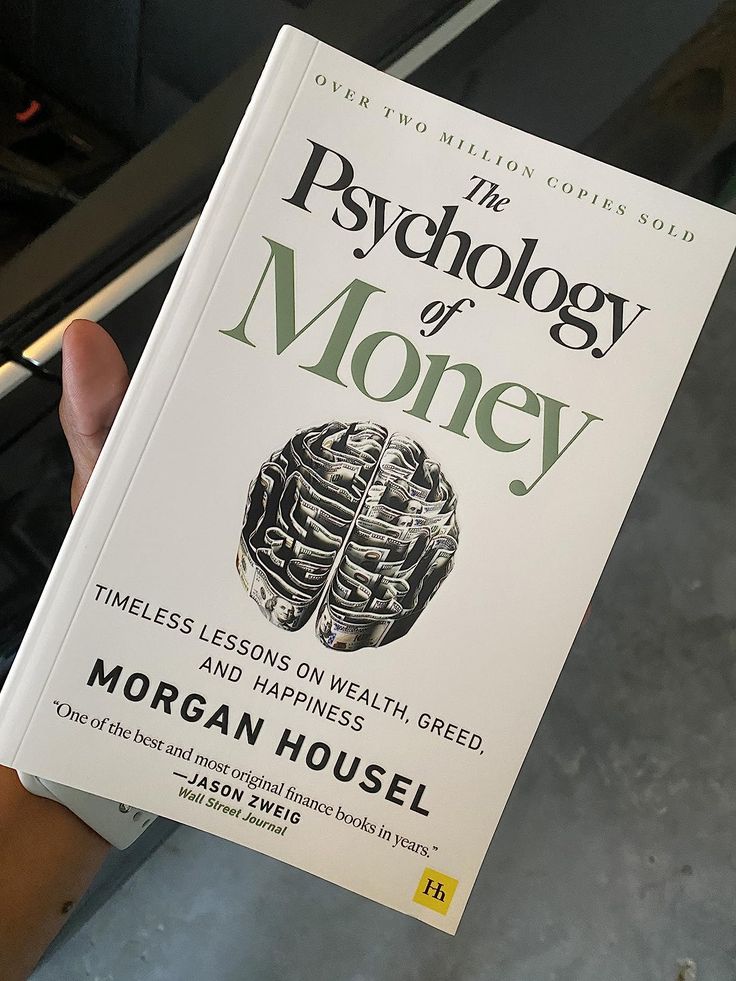 OVER TWO MILLION COPIES SOLD
The
Psychology
of
Money
TIMELESS LESSONS ON WEALTH, GREED,
AND HAPPINESS
MORGAN HOUSEL
“One of the best and most original finance books in years.”
—JASON ZWEIG
Wall Street Journal
Hh